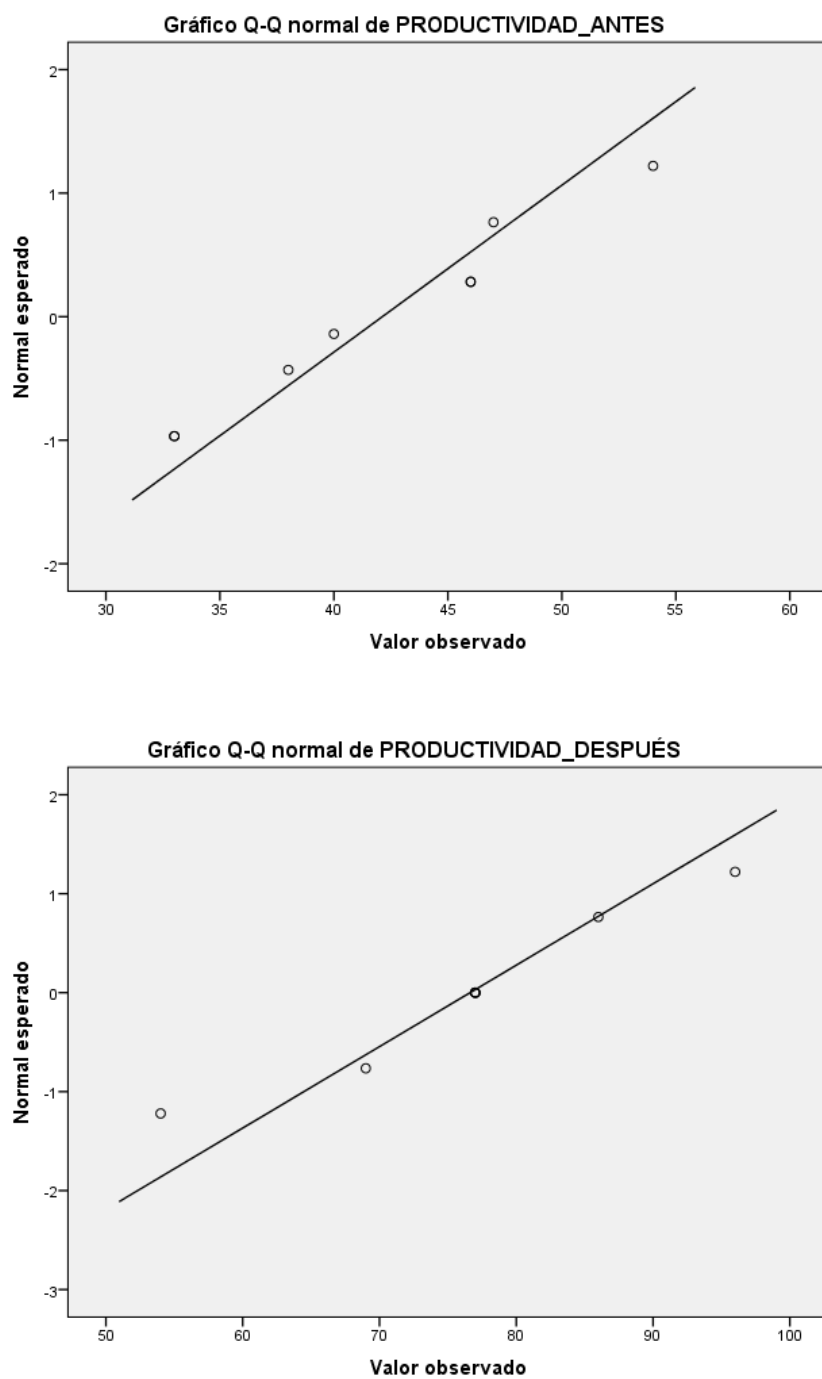 Gráfico Q-Q normal de PRODUCTIVIDAD_ANTES
2
1
0
-1
-2
Normal esperado
30 35 40 45 50 55 60
Valor observado
Gráfico Q-Q normal de PRODUCTIVIDAD_DESPUÉS
2
1
0
-1
-2
-3
Normal esperado
50 60 70 80 90 100
Valor observado